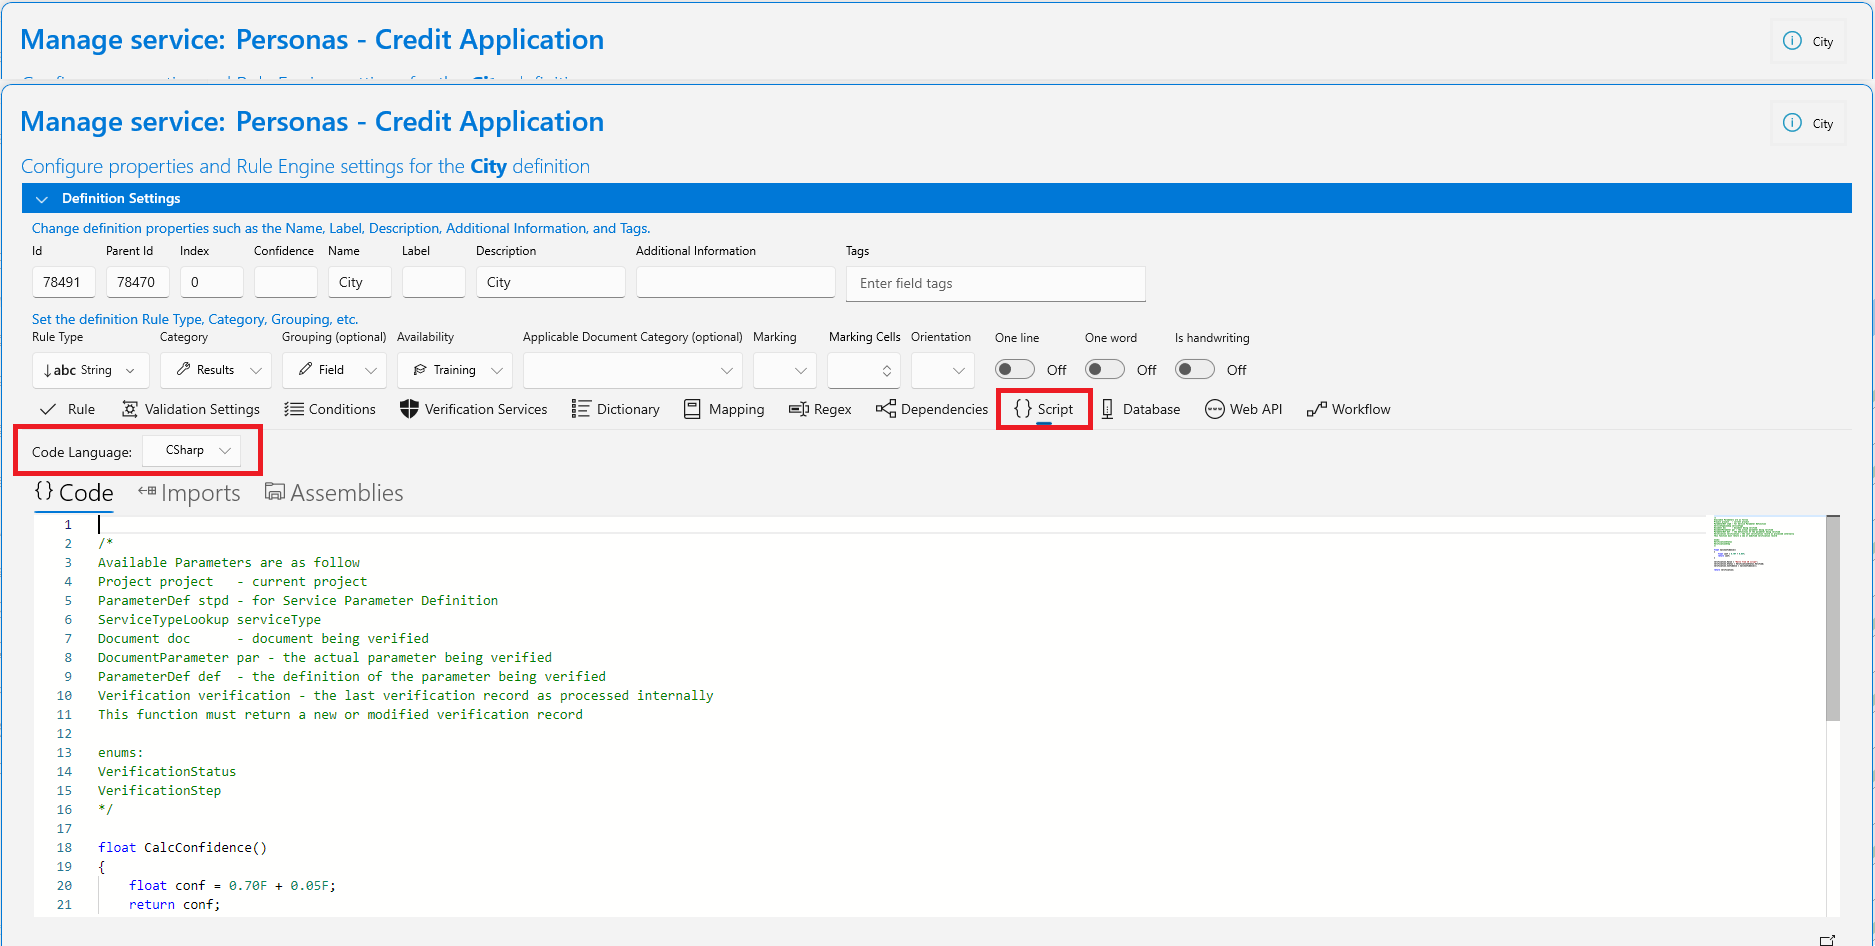 Manage service: Personas - Credit Application
City
Manage service: Personas - Credit Application
City
Configure properties and Rule Engine settings for the City definition
Definition Settings
Change definition properties such as the Name, Label, Description, Additional Information, and Tags.
Id Parent Id Index Confidence Name Label Description Additional Information Tags
78491 78470 0 City City Enter field tags
Set the definition Rule Type, Category, Grouping, etc.
Rule Type Category Grouping (optional) Availability Applicable Document Category (optional) Marking Marking Cells Orientation One line One word Is handwriting
↓abc String Results Field Training Off Off Off
Rule Validation Settings Conditions Verification Services Dictionary Mapping Regex Dependencies {} Script Database Web API Workflow
Code Language: CSharp
{} Code Imports Assemblies
1
2 /*
3 Available Parameters are as follow
4 Project project - current project
5 ParameterDef stpd - for Service Parameter Definition
6 ServiceTypeLookup serviceType
7 Document doc - document being verified
8 DocumentParameter par - the actual parameter being verified
9 ParameterDef def - the definition of the parameter being verified
10 Verification verification - the last verification record as processed internally
11 This function must return a new or modified verification record
12
13 enums:
14 VerificationStatus
15 VerificationStep
16 */
17
18 float CalcConfidence()
19 {
20 float conf = 0.70F + 0.05F;
21 return conf;